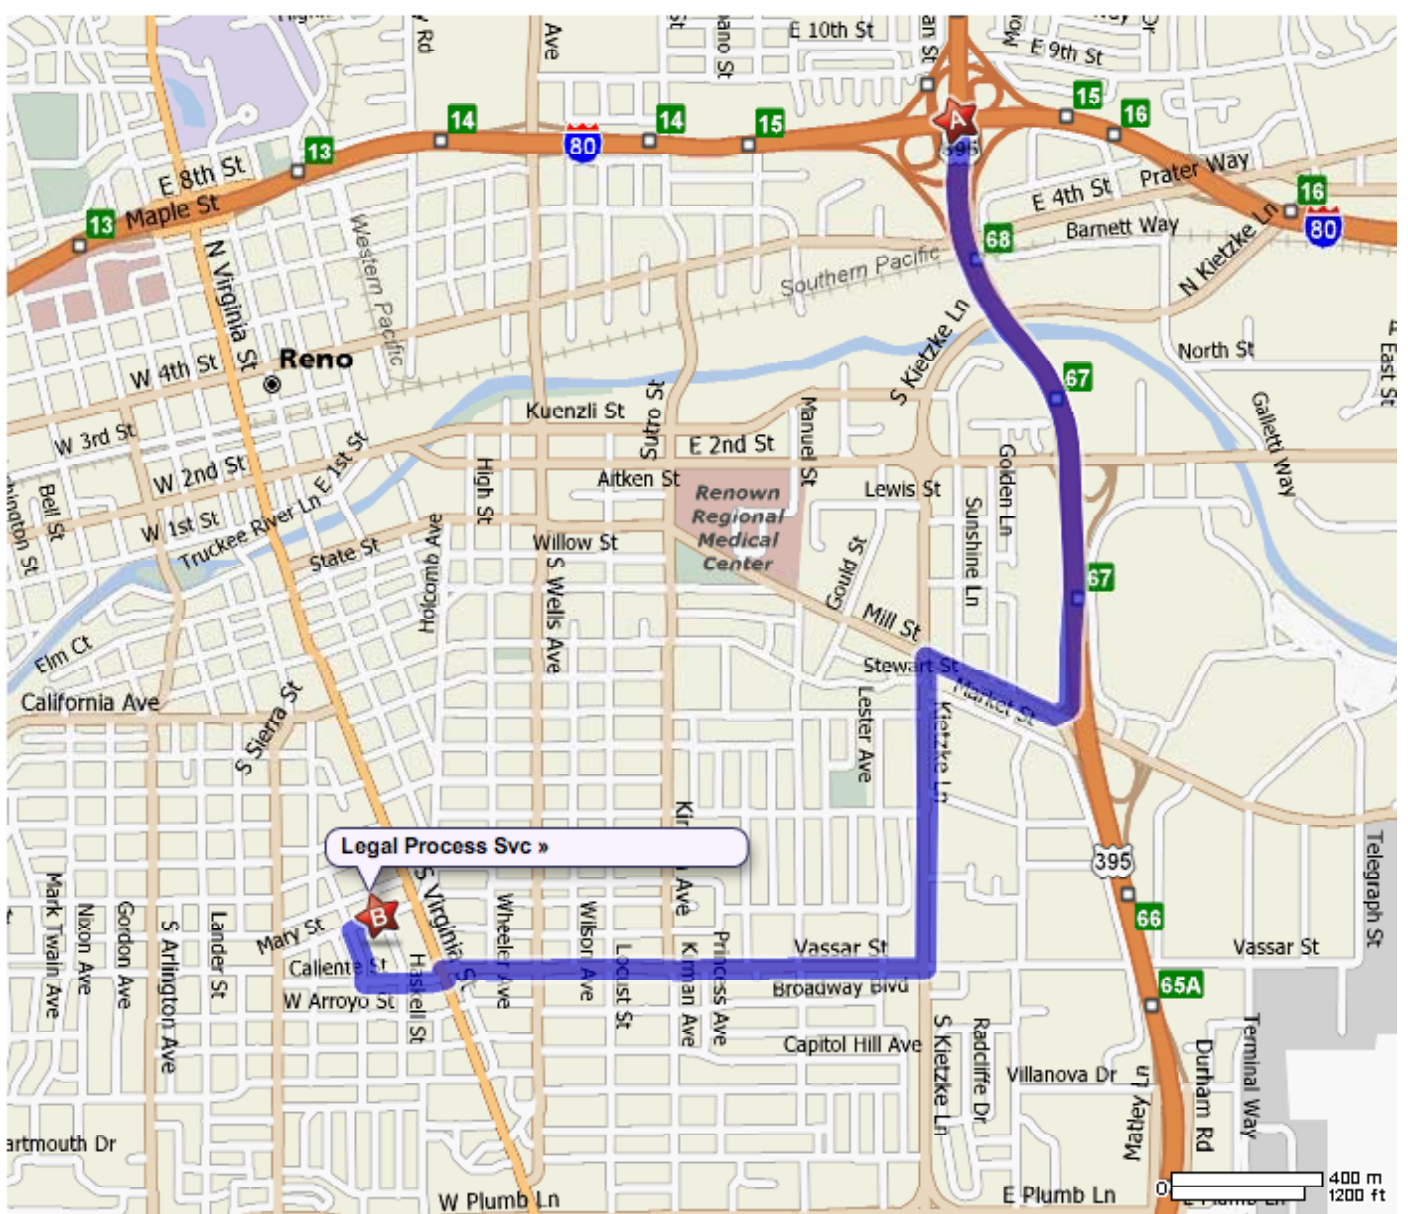 E 10th St
E 9th St
Ave
15
16
14
14
15
13
80
A
395
E 8th St
Prater Way
16
E 4th St
Maple St
13
80
Barnett Way
68
N Kietzke Ln
N Virginia St
Western Pacific
Southern Pacific
S Kietzke Ln
Reno
North St
East St
W 4th St
67
Kuenzli St
Sutro St
Manuel St
Galletti Way
W 3rd St
E 1st St
E 2nd St
Golden Ln
W 2nd St
High St
Aitken St
Lewis St
Bell St
Renown
Regional
Medical
Center
Sunshine Ln
W 1st St
Truckee River Ln
State St
Holcomb Ave
Willow St
S Wells Ave
Gould St
67
Mill St
Elm Ct
Stewart St
Market St
California Ave
S Sierra St
Lester Ave
Kietzke Ln
Legal Process Svc »
395
Telegraph St
Mark Twain Ave
Nixon Ave
Gordon Ave
S Arlington Ave
Lander St
Mary St
B
S Virginia St
Wheeler Ave
Wilson Ave
Locust St
Kirman Ave
Princess Ave
Vassar St
66
Vassar St
Caliente St
Haskell St
Broadway Blvd
65A
W Arroyo St
Capitol Hill Ave
S Kietzke Ln
Radcliffe Dr
Villanova Dr
Matley Ln
Durham Rd
Terminal Way
artmouth Dr
W Plumb Ln
E Plumb Ln
0
400 m
1200 ft
E Plumb Ln